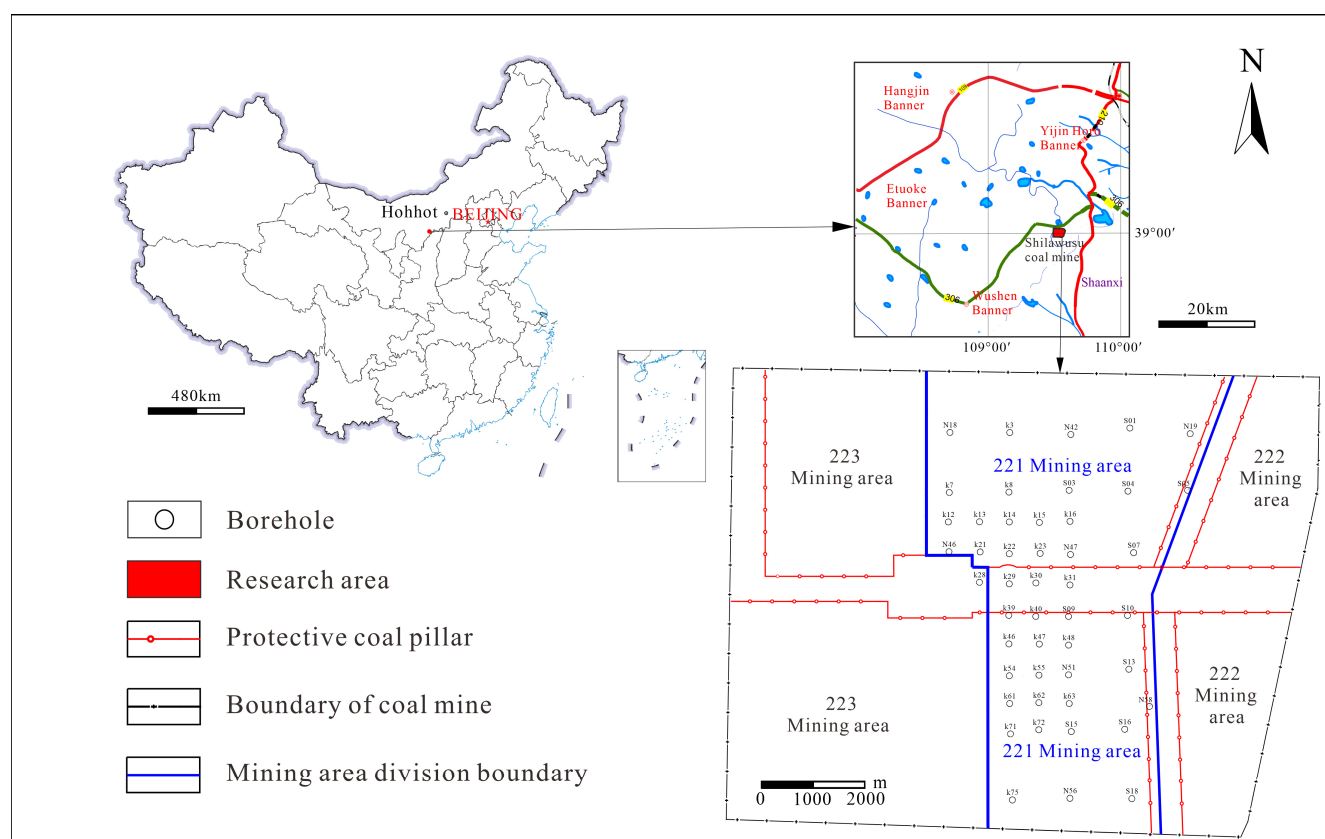 N
Hangjin
Banner
Yijin Horo
Banner
210
Etuoke
Banner
306
Shilawusu
coal mine
Shaanxi
306
Wushen
Banner
39°00′
109°00′
110°00′
20km
Hohhot
BEIJING
480km
Borehole
Research area
Protective coal pillar
Boundary of coal mine
Mining area division boundary
N18
k3
N42
S01
N19
223
Mining area
221 Mining area
222
Mining
area
k7
k8
S03
S04
S05
k12
k13
k14
k15
k16
N46
k21
k22
k23
N47
S07
k28
k29
k30
k31
k39
k40
S09
S10
k46
k47
k48
k54
k55
N51
S13
223
Mining area
222
Mining
area
k61
k62
k63
N58
k71
k72
S15
S16
221 Mining area
m
0
1000
2000
k75
N56
S18